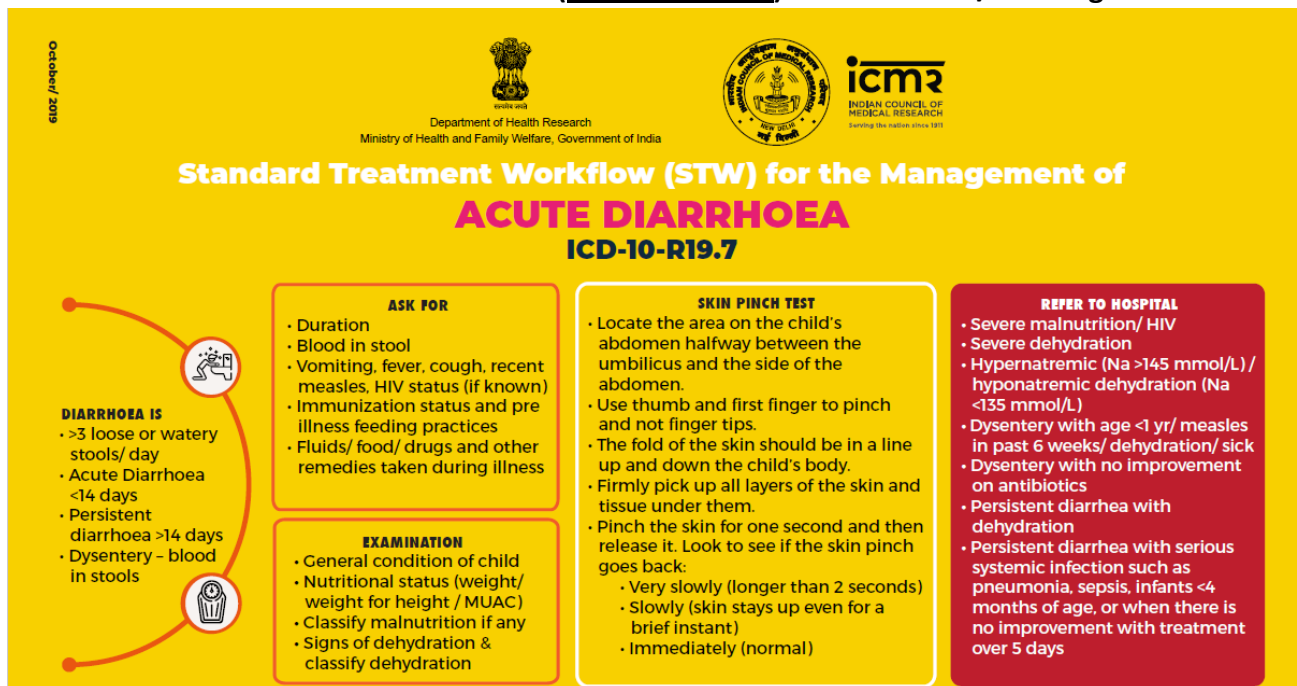 October/ 2019
सत्यमेव जयते
Department of Health Research
Ministry of Health and Family Welfare, Government of India
INDIAN COUNCIL OF MEDICAL RESEARCH
NEW DELHI
नई दिल्ली
icmr
INDIAN COUNCIL OF
MEDICAL RESEARCH
Serving the nation since 1911
Standard Treatment Workflow (STW) for the Management of
ACUTE DIARRHOEA
ICD-10-R19.7
DIARRHOEA IS
• >3 loose or watery
stools/ day
• Acute Diarrhoea
<14 days
• Persistent
diarrhoea >14 days
• Dysentery – blood
in stools
ASK FOR
• Duration
• Blood in stool
• Vomiting, fever, cough, recent
measles, HIV status (if known)
• Immunization status and pre
illness feeding practices
• Fluids/ food/ drugs and other
remedies taken during illness
EXAMINATION
• General condition of child
• Nutritional status (weight/
weight for height / MUAC)
• Classify malnutrition if any
• Signs of dehydration &
classify dehydration
SKIN PINCH TEST
• Locate the area on the child's
abdomen halfway between the
umbilicus and the side of the
abdomen.
• Use thumb and first finger to pinch
and not finger tips.
• The fold of the skin should be in a line
up and down the child's body.
• Firmly pick up all layers of the skin and
tissue under them.
• Pinch the skin for one second and then
release it. Look to see if the skin pinch
goes back:
• Very slowly (longer than 2 seconds)
• Slowly (skin stays up even for a
brief instant)
• Immediately (normal)
REFER TO HOSPITAL
• Severe malnutrition/ HIV
• Severe dehydration
• Hypernatremic (Na >145 mmol/L) /
hyponatremic dehydration (Na
<135 mmol/L)
• Dysentery with age <1 yr/ measles
in past 6 weeks/ dehydration/ sick
• Dysentery with no improvement
on antibiotics
• Persistent diarrhea with
dehydration
• Persistent diarrhea with serious
systemic infection such as
pneumonia, sepsis, infants <4
months of age, or when there is
no improvement with treatment
over 5 days